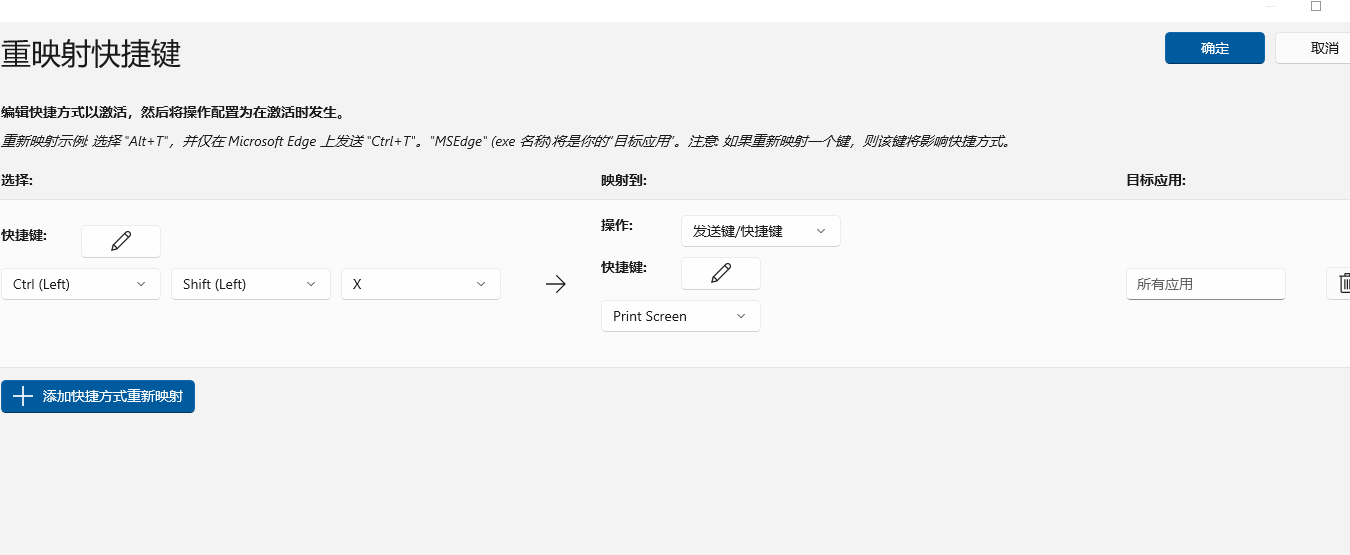 重映射快捷键
确定
取消
编辑快捷方式以激活，然后将操作配置为在激活时发生。
重新映射示例: 选择 "Alt+T"，并仅在 Microsoft Edge 上发送 "Ctrl+T"。"MSEdge" (exe 名称)将是你的"目标应用"。注意: 如果重新映射一个键，则该键将影响快捷方式。
选择:
映射到:
目标应用:
快捷键:
操作:
发送键/快捷键
快捷键:
Ctrl (Left)
Shift (Left)
X
Print Screen
所有应用
添加快捷方式重新映射